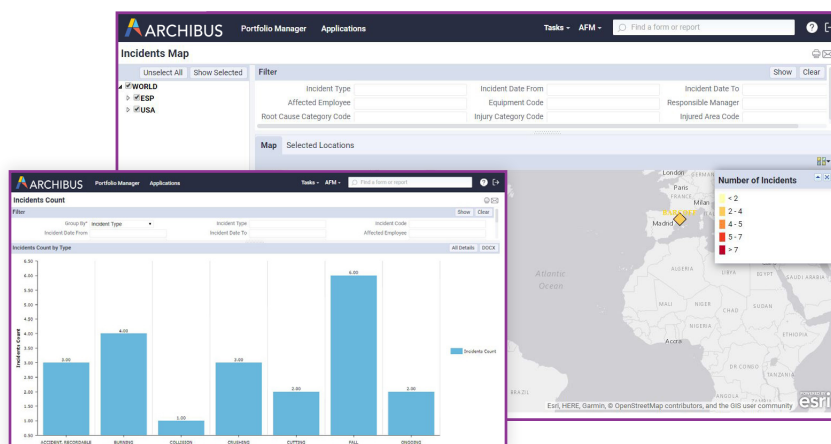 ARCHIBUS Portfolio Manager Applications Tasks AFM Find a form or report
Incidents Map
Unselect All Show Selected Filter Show Clear
WORLD
ESP
USA
Incident Type Incident Date From Incident Date To
Affected Employee Equipment Code Responsible Manager
Root Cause Category Code Injury Category Code Injured Area Code
Map Selected Locations
Number of Incidents
< 2
2 - 4
4 - 5
5 - 7
> 7
London
GERMAN
Paris
FRANCE
Milan
Madrid
ALGERIA LIBYA EGYPT SAUDI ARABIA
Atlantic
Ocean
MALI NIGER CHAD SUDAN
NIGERIA ETHIOPIA
Accra
DR CONGO
TANZANIA
BRAZIL
ANGOLA
ZAMBIA
POWERED BY
esri
Esri, HERE, Garmin, © OpenStreetMap contributors, and the GIS user community
ARCHIBUS Portfolio Manager Applications Tasks AFM Find a form or report
Incidents Count
Filter Show Clear
Group By* Incident Type Incident Type Incident Code
Incident Date From Incident Date To Affected Employee
Incidents Count by Type All Details DOCX
6.50
6.00
5.50
5.00
4.50
4.00
3.50
3.00
2.50
2.00
1.50
1.00
0.50
Incidents Count
3.00 4.00 1.00 3.00 2.00 6.00 2.00
Incidents Count
ACCIDENT, RECORDABLE BURNING COLLISION CRUSHING CUTTING FALL ONGOING